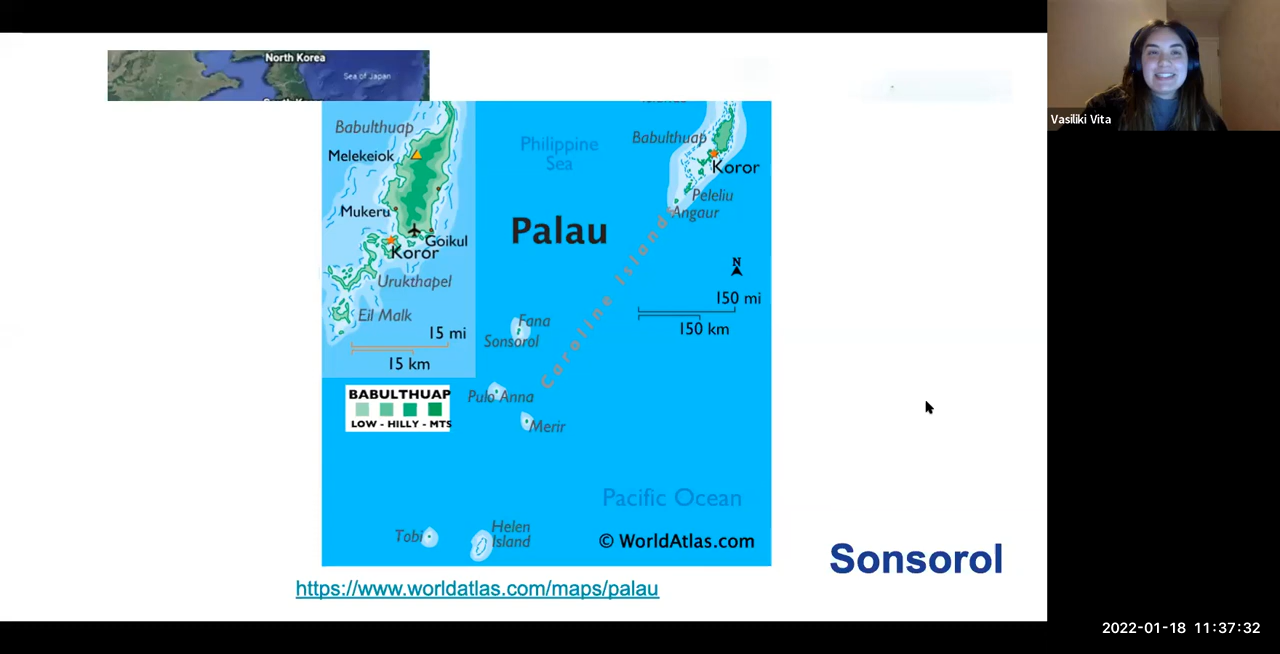 North Korea
Sea of Japan
Vasiliki Vita
Babulthuap
Melekeiok
Mukeru
Goikul
Koror
Urukthapel
Eil Malk
15 mi
15 km
BABULTHUAP
LOW - HILLY - MTS
Philippine
Sea
Palau
Babulthuap
Koror
Peleliu
Angaur
Caroline Islands
N
150 mi
150 km
Fana
Sonsorol
Pulo Anna
Merir
Pacific Ocean
Tobi
Helen
Island
© WorldAtlas.com
Sonsorol
https://www.worldatlas.com/maps/palau
2022-01-18 11:37:32